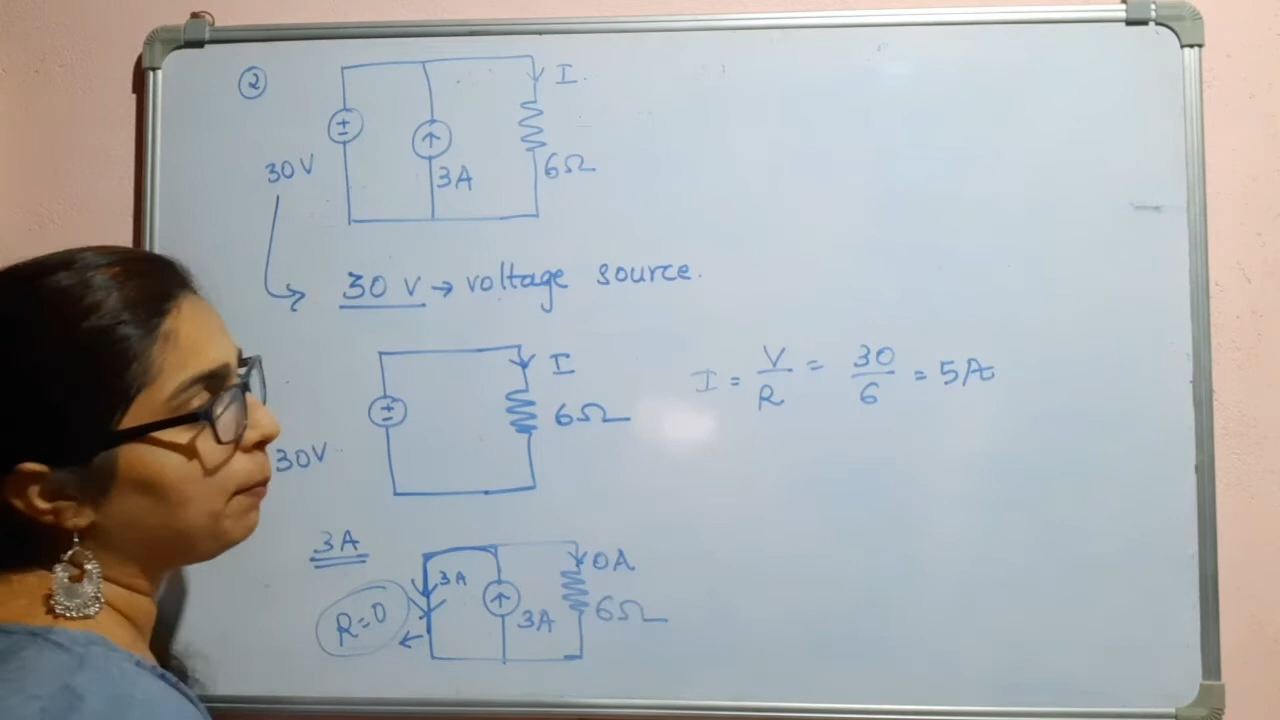 ②
I.
30V
3A
6Ω
30 V → voltage source.
I
6Ω
30V
I = V/R = 30/6 = 5A
3A
3A
0A
R=0
3A
6Ω